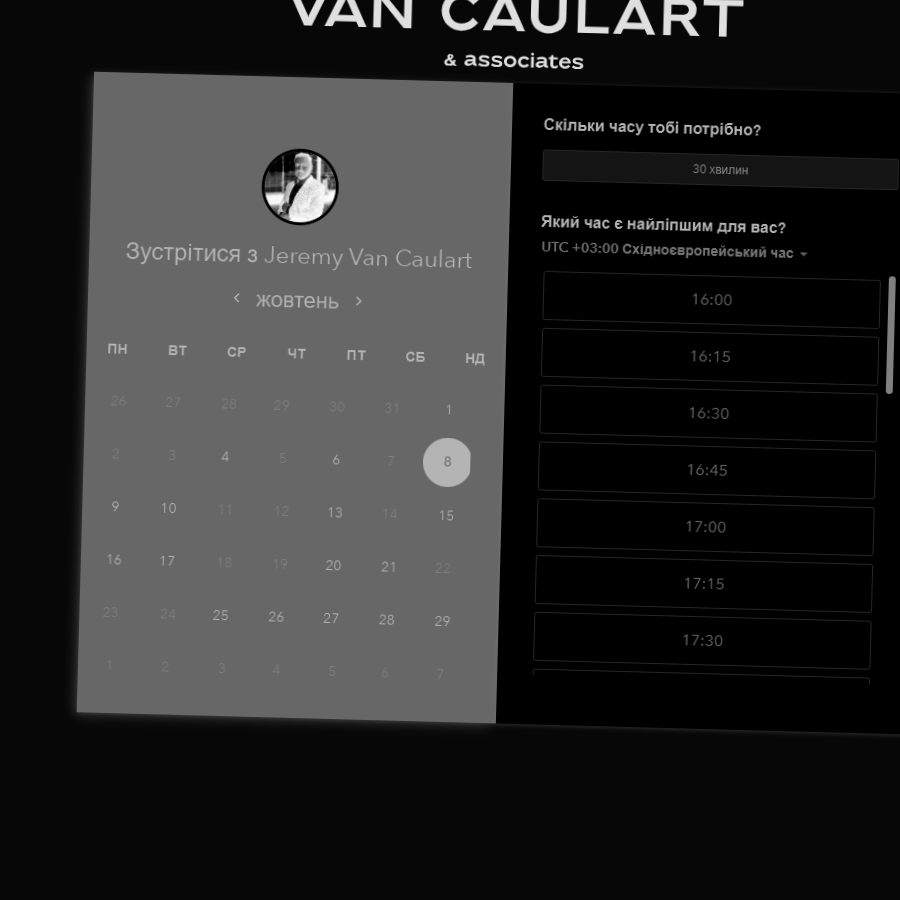 VAN CAULART
& associates
Зустрітися з Jeremy Van Caulart
‹ жовтень ›
ПН ВТ СР ЧТ ПТ СБ НД
26 27 28 29 30 31 1
2 3 4 5 6 7 8
9 10 11 12 13 14 15
16 17 18 19 20 21 22
23 24 25 26 27 28 29
1 2 3 4 5 6 7
Скільки часу тобі потрібно?
30 хвилин
Який час є найліпшим для вас?
UTC +03:00 Східноєвропейський час
16:00
16:15
16:30
16:45
17:00
17:15
17:30